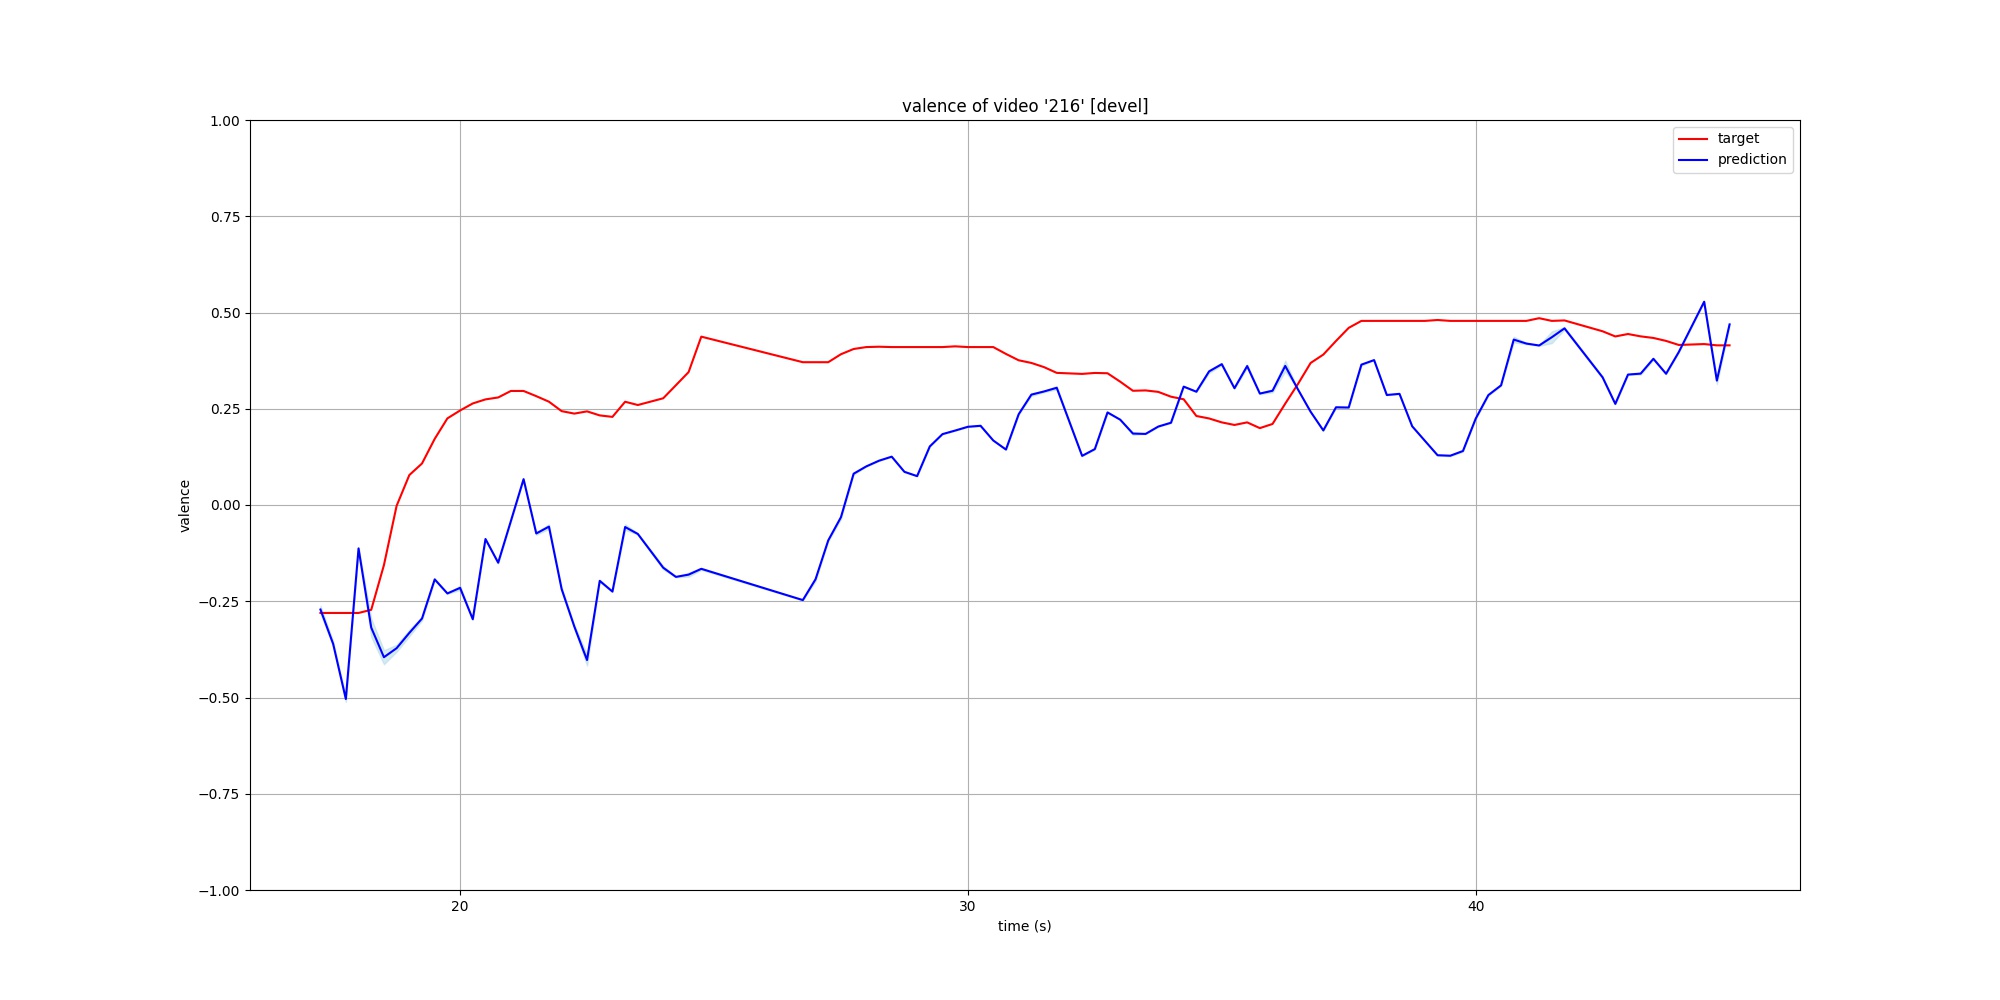 valence of video '216' [devel]
target
prediction
1.00
0.75
0.50
0.25
0.00
−0.25
−0.50
−0.75
−1.00
valence
20
30
40
time (s)